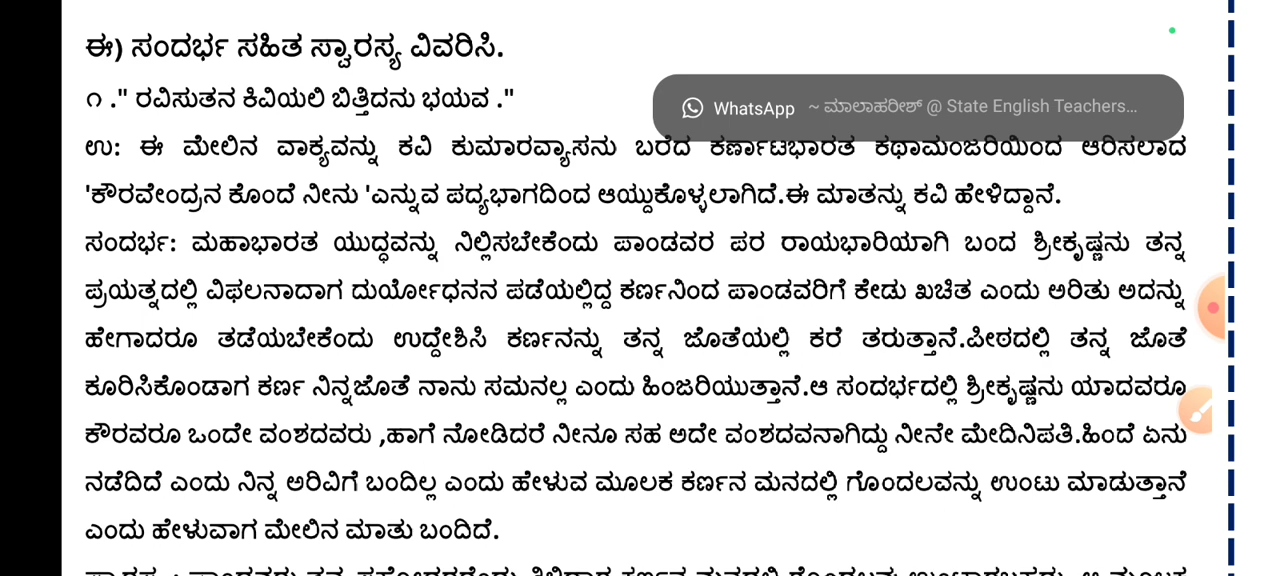 ಈ) ಸಂದರ್ಭ ಸಹಿತ ಸ್ವಾರಸ್ಯ ವಿವರಿಸಿ.
೧ ." ರವಿಸುತನ ಕಿವಿಯಲಿ ಬಿತ್ತಿದನು ಭಯವ ."
WhatsApp ~ ಮಾಲಾಹರೀಶ್ @ State English Teachers...
ಉ: ಈ ಮೇಲಿನ ವಾಕ್ಯವನ್ನು ಕವಿ ಕುಮಾರವ್ಯಾಸನು ಬರೆದ ಕರ್ಣಾಟಭಾರತ ಕಥಾಮಂಜರಿಯಿಂದ ಆರಿಸಲಾದ
'ಕೌರವೇಂದ್ರನ ಕೊಂದೆ ನೀನು 'ಎನ್ನುವ ಪದ್ಯಭಾಗದಿಂದ ಆಯ್ದುಕೊಳ್ಳಲಾಗಿದೆ.ಈ ಮಾತನ್ನು ಕವಿ ಹೇಳಿದ್ದಾನೆ.
ಸಂದರ್ಭ: ಮಹಾಭಾರತ ಯುದ್ಧವನ್ನು ನಿಲ್ಲಿಸಬೇಕೆಂದು ಪಾಂಡವರ ಪರ ರಾಯಭಾರಿಯಾಗಿ ಬಂದ ಶ್ರೀಕೃಷ್ಣನು ತನ್ನ
ಪ್ರಯತ್ನದಲ್ಲಿ ವಿಫಲನಾದಾಗ ದುರ್ಯೋಧನನ ಪಡೆಯಲ್ಲಿದ್ದ ಕರ್ಣನಿಂದ ಪಾಂಡವರಿಗೆ ಕೇಡು ಖಚಿತ ಎಂದು ಅರಿತು ಅದನ್ನು
ಹೇಗಾದರೂ ತಡೆಯಬೇಕೆಂದು ಉದ್ದೇಶಿಸಿ ಕರ್ಣನನ್ನು ತನ್ನ ಜೊತೆಯಲ್ಲಿ ಕರೆ ತರುತ್ತಾನೆ.ಪೀಠದಲ್ಲಿ ತನ್ನ ಜೊತೆ
ಕೂರಿಸಿಕೊಂಡಾಗ ಕರ್ಣ ನಿನ್ನಜೊತೆ ನಾನು ಸಮನಲ್ಲ ಎಂದು ಹಿಂಜರಿಯುತ್ತಾನೆ.ಆ ಸಂದರ್ಭದಲ್ಲಿ ಶ್ರೀಕೃಷ್ಣನು ಯಾದವರೂ
ಕೌರವರೂ ಒಂದೇ ವಂಶದವರು ,ಹಾಗೆ ನೋಡಿದರೆ ನೀನೂ ಸಹ ಅದೇ ವಂಶದವನಾಗಿದ್ದು ನೀನೇ ಮೇದಿನಿಪತಿ.ಹಿಂದೆ ಏನು
ನಡೆದಿದೆ ಎಂದು ನಿನ್ನ ಅರಿವಿಗೆ ಬಂದಿಲ್ಲ ಎಂದು ಹೇಳುವ ಮೂಲಕ ಕರ್ಣನ ಮನದಲ್ಲಿ ಗೊಂದಲವನ್ನು ಉಂಟು ಮಾಡುತ್ತಾನೆ
ಎಂದು ಹೇಳುವಾಗ ಮೇಲಿನ ಮಾತು ಬಂದಿದೆ.